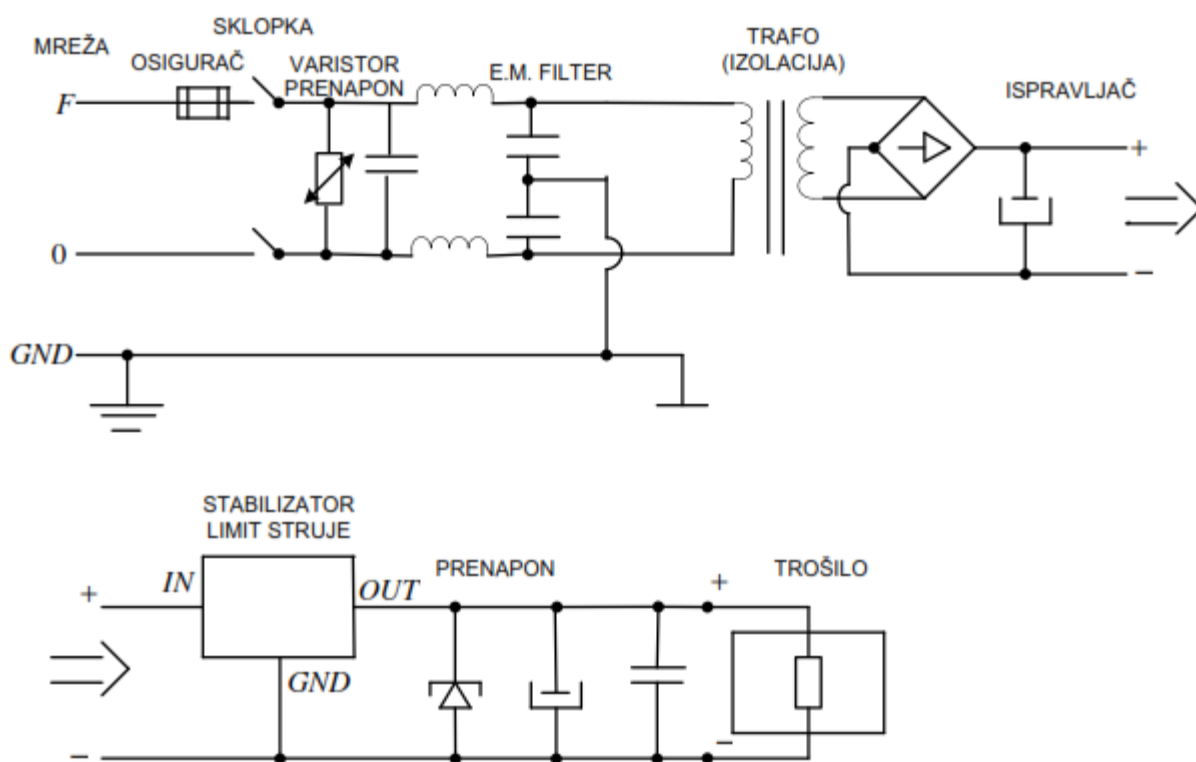 SKLOPKA
MREŽA
OSIGURAČ
VARISTOR
PRENAPON
E.M. FILTER
TRAFO
(IZOLACIJA)
ISPRAVLJAČ
F
+
0
−
GND
STABILIZATOR
LIMIT STRUJE
PRENAPON
+
TROŠILO
+
IN
OUT
GND
−
−